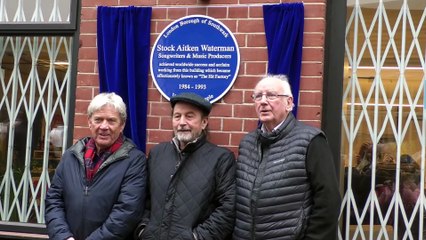 London Borough of Southwark
Stock Aitken Waterman
Songwriters & Music Producers
achieved worldwide success and acclaim
working from this building which became
affectionately known as "The Hit Factory"
1984 - 1993